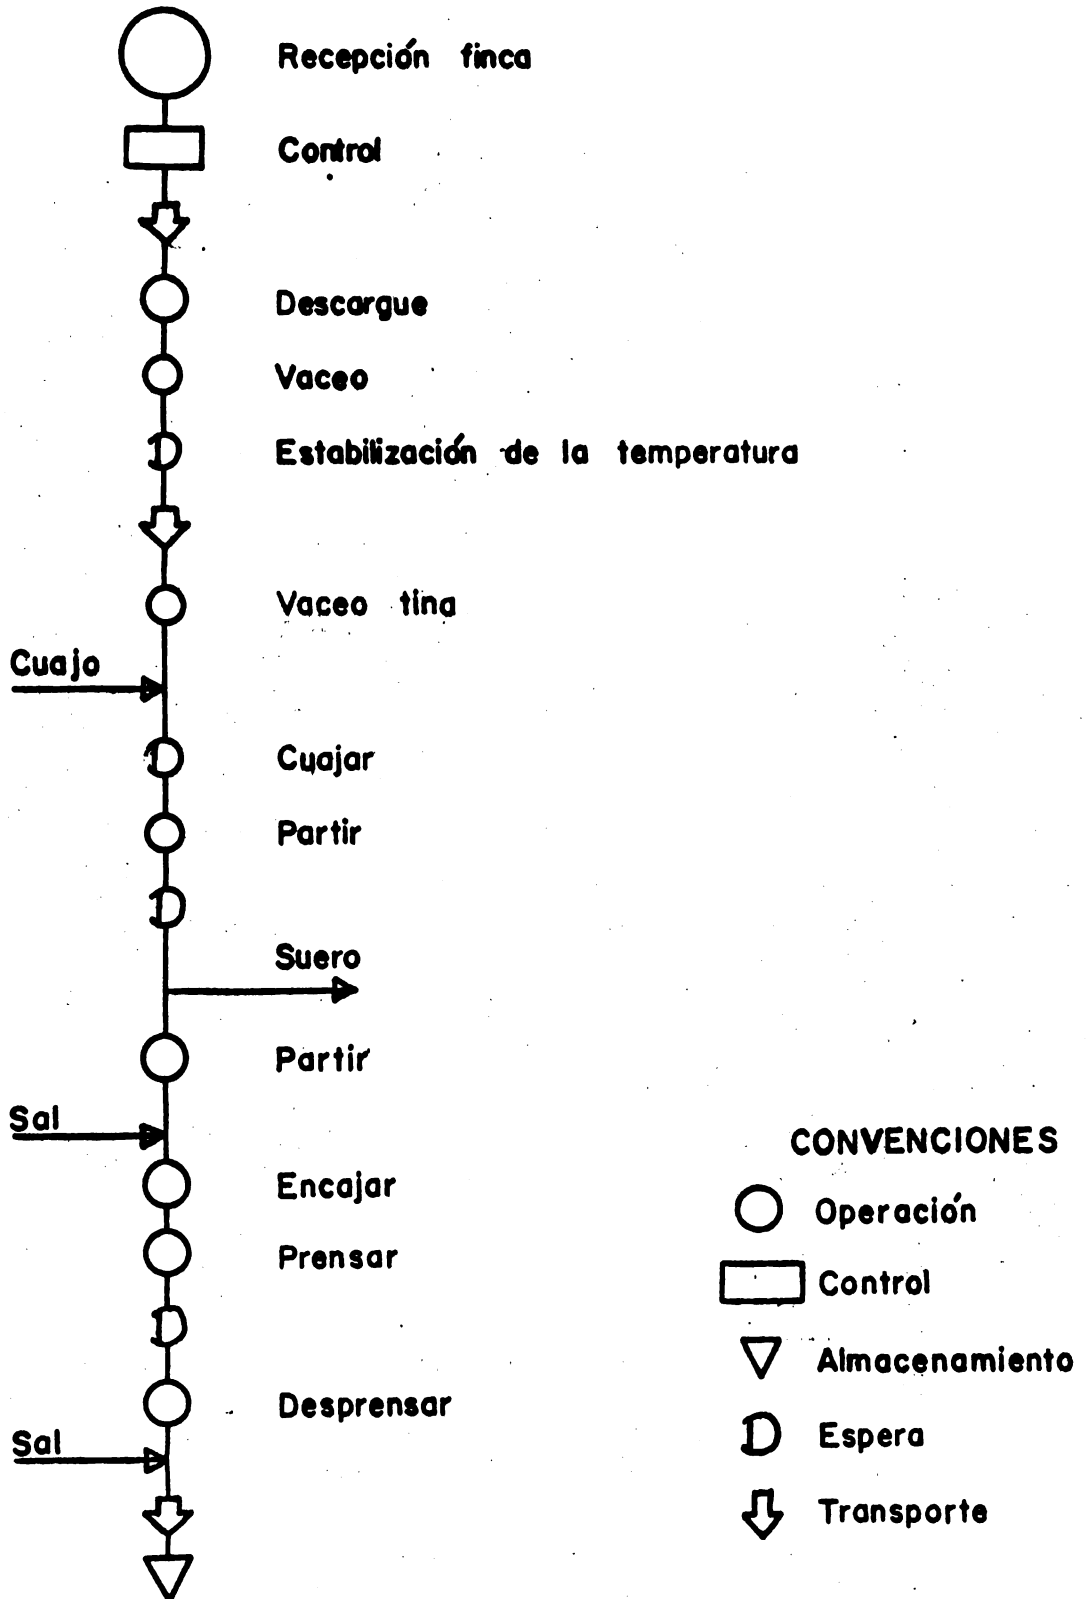 Recepción finca
Control
Descargue
Vaceo
Estabilización de la temperatura
Vaceo tina
Cuajo
Cuajar
Partir
Suero
Partir
Sal
Encajar
Prensar
Desprensar
Sal
CONVENCIONES
Operación
Control
Almacenamiento
Espera
Transporte